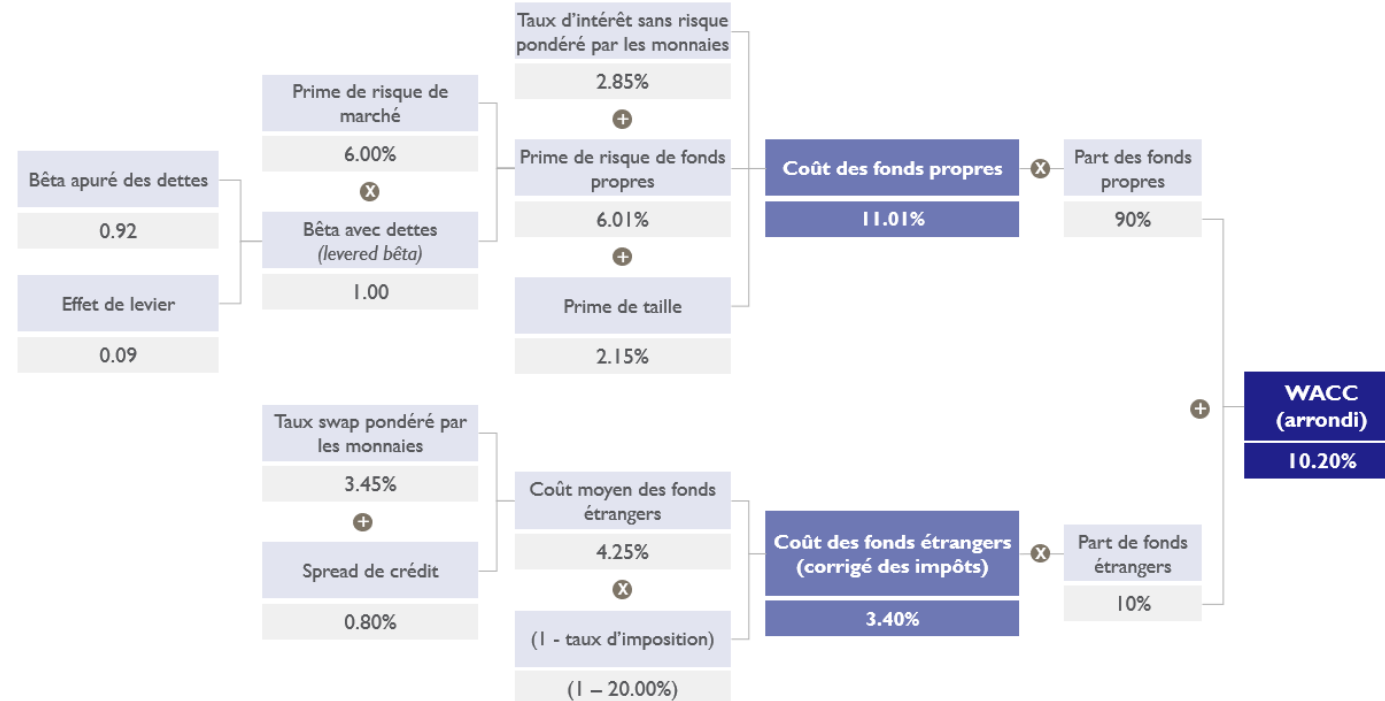 Taux d’intérêt sans risque
pondéré par les monnaies
2.85%
+
Prime de risque de
marché
6.00%
x
Prime de risque de fonds
propres
6.01%
+
Coût des fonds propres
11.01%
x
Part des fonds
propres
90%
Bêta apuré des dettes
0.92
Bêta avec dettes
(levered bêta)
1.00
Effet de levier
0.09
Prime de taille
2.15%
WACC
(arrondi)
10.20%
+
Taux swap pondéré par
les monnaies
3.45%
+
Spread de crédit
0.80%
Coût moyen des fonds
étrangers
4.25%
x
(1 - taux d’imposition)
(1 – 20.00%)
Coût des fonds étrangers
(corrigé des impôts)
3.40%
x
Part de fonds
étrangers
10%